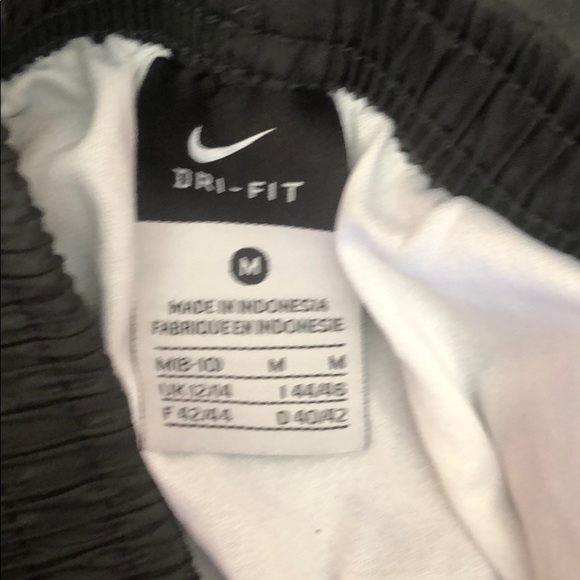 DRI-FIT
M
MADE IN INDONESIA
FABRIQUE EN INDONESIE
M(8-10) M M
UK 12/14 I 44/46
F 42/44 D 40/42